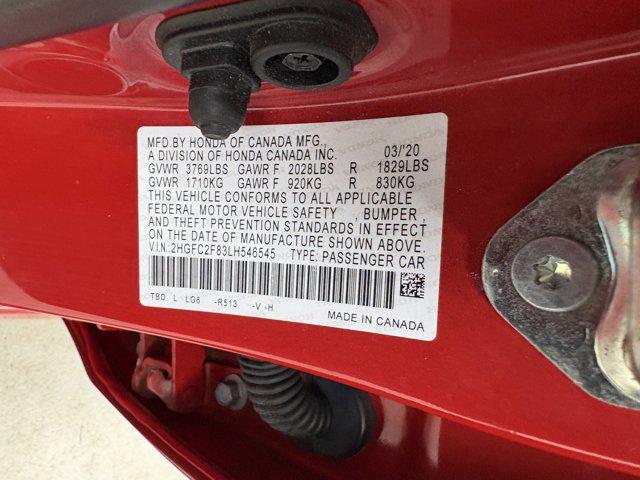 MFD.BY HONDA OF CANADA MFG.,
A DIVISION OF HONDA CANADA INC. 03/'20
GVWR 3769LBS GAWR F 2028LBS R 1829LBS
GVWR 1710KG GAWR F 920KG R 830KG
THIS VEHICLE CONFORMS TO ALL APPLICABLE
FEDERAL MOTOR VEHICLE SAFETY , BUMPER,
AND THEFT PREVENTION STANDARDS IN EFFECT
ON THE DATE OF MANUFACTURE SHOWN ABOVE.
V.I.N.:2HGFC2F83LH546545 TYPE: PASSENGER CAR
TBD L LG6 -R513 -V -H
MADE IN CANADA